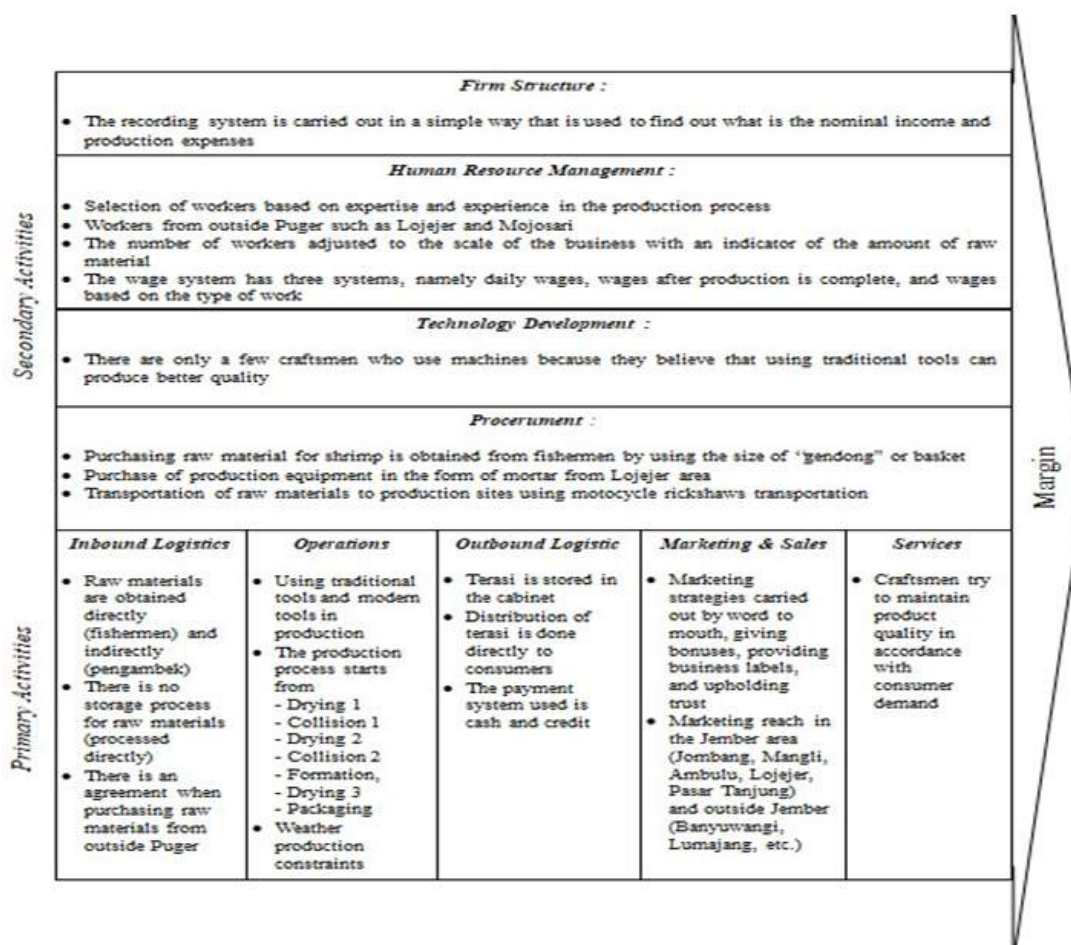 Secondary Activities
Firm Structure :
• The recording system is carried out in a simple way that is used to find out what is the nominal income and
production expenses
Human Resource Management :
• Selection of workers based on expertise and experience in the production process
• Workers from outside Puger such as Lojejer and Mojosari
• The number of workers adjusted to the scale of the business with an indicator of the amount of raw
material
• The wage system has three systems, namely daily wages, wages after production is complete, and wages
based on the type of work
Technology Development :
• There are only a few craftsmen who use machines because they believe that using traditional tools can
produce better quality
Procerument :
• Purchasing raw material for shrimp is obtained from fishermen by using the size of "gendong" or basket
• Purchase of production equipment in the form of mortar from Lojejer area
• Transportation of raw materials to production sites using motocycle rickshaws transportation
Primary Activities
Inbound Logistics
• Raw materials
are obtained
directly
(fishermen) and
indirectly
(pengambek)
• There is no
storage process
for raw materials
(processed
directly)
• There is an
agreement when
purchasing raw
materials from
outside Puger
Operations
• Using traditional
tools and modern
tools in
production
• The production
process starts
from
- Drying 1
- Collision 1
- Drying 2
- Collision 2
- Formation,
- Drying 3
- Packaging
• Weather
production
constraints
Outbound Logistic
• Terasi is stored in
the cabinet
• Distribution of
terasi is done
directly to
consumers
• The payment
system used is
cash and credit
Marketing & Sales
• Marketing
strategies carried
out by word to
mouth, giving
bonuses, providing
business labels,
and upholding
trust
• Marketing reach in
the Jember area
(Jombang, Mangli,
Ambulu, Lojejer,
Pasar Tanjung)
and outside Jember
(Banyuwangi,
Lumajang, etc.)
Services
• Craftsmen try
to maintain
product
quality in
accordance
with
consumer
demand
Margin